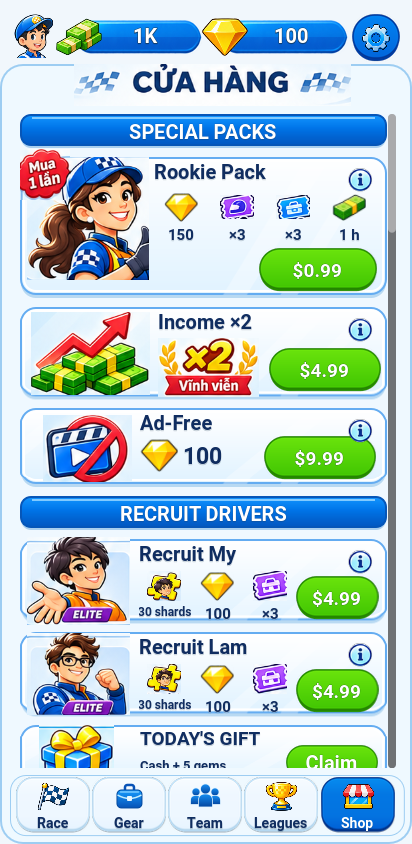 1K
100
CỬA HÀNG
SPECIAL PACKS
Mua
1 lần
Rookie Pack
150
×3
×3
1 h
$0.99
Income ×2
×2
Vĩnh viễn
$4.99
Ad-Free
100
$9.99
RECRUIT DRIVERS
Recruit My
ELITE
30 shards
100
×3
$4.99
Recruit Lam
ELITE
30 shards
100
×3
$4.99
TODAY'S GIFT
Cash + 5 gems
Claim
Race
Gear
Team
Leagues
Shop